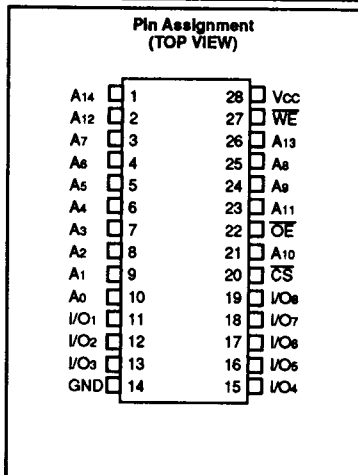 Pin Assignment
(TOP VIEW)
A14 1 28 Vcc
A12 2 27 W̅E̅
A7 3 26 A13
A6 4 25 A8
A5 5 24 A9
A4 6 23 A11
A3 7 22 O̅E̅
A2 8 21 A10
A1 9 20 C̅S̅
A0 10 19 I/O8
I/O1 11 18 I/O7
I/O2 12 17 I/O6
I/O3 13 16 I/O5
GND 14 15 I/O4